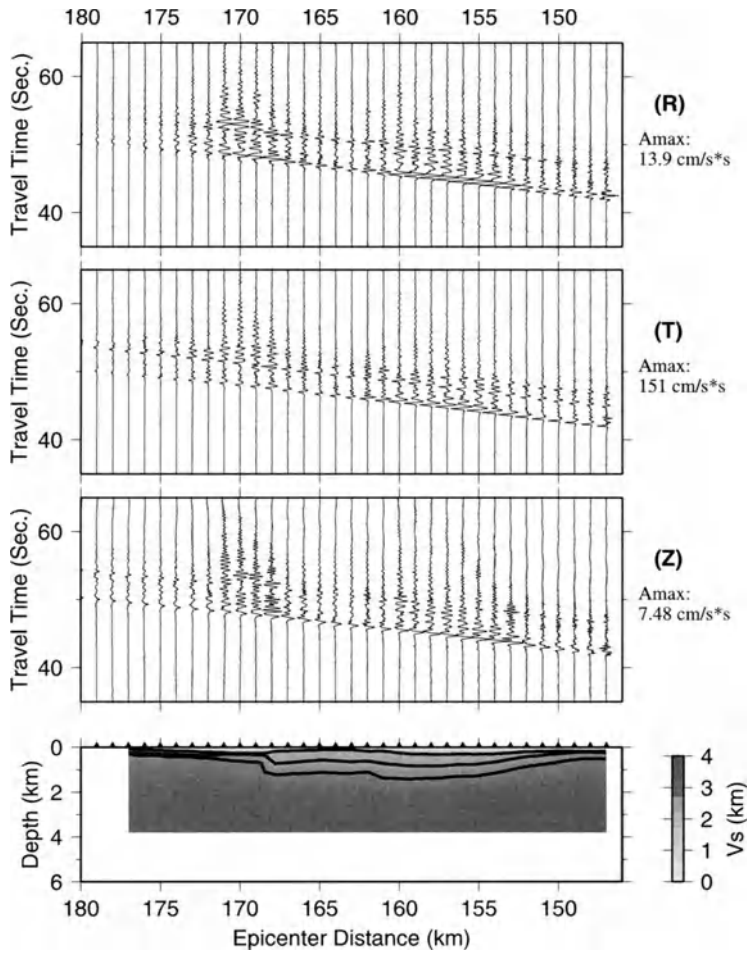 180 175 170 165 160 155 150
60
40
Travel Time (Sec.)
(R)
Amax:
13.9 cm/s*s
60
40
Travel Time (Sec.)
(T)
Amax:
151 cm/s*s
60
40
Travel Time (Sec.)
(Z)
Amax:
7.48 cm/s*s
0
2
4
6
Depth (km)
180 175 170 165 160 155 150
Epicenter Distance (km)
4
3
2
1
0
Vs (km)